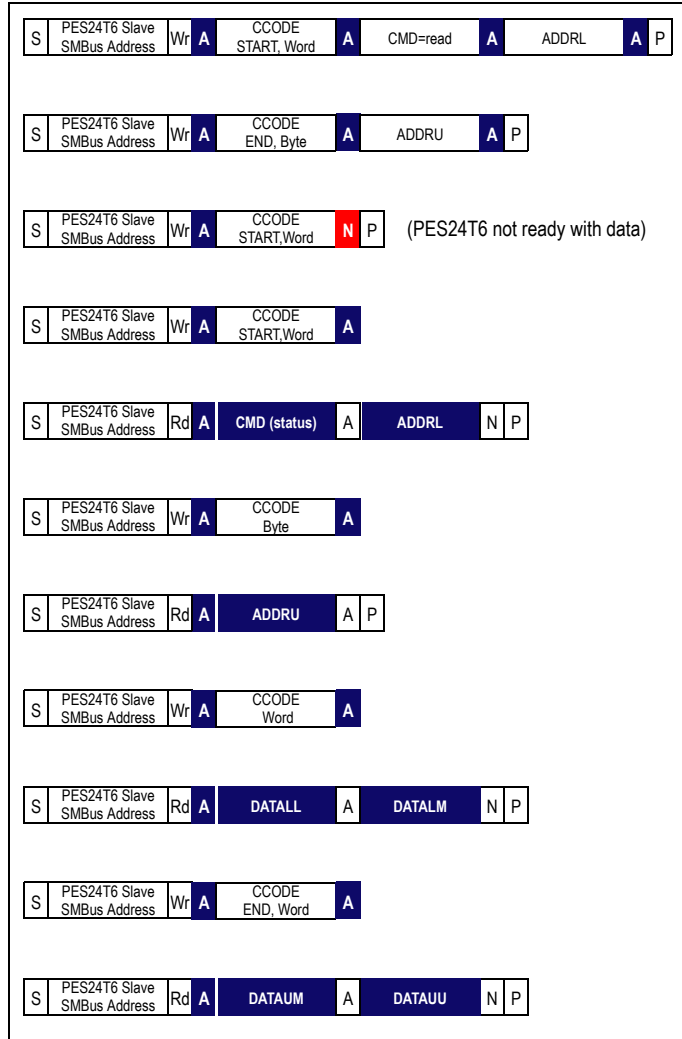 S PES24T6 Slave SMBus Address Wr A CCODE START, Word A CMD=read A ADDRL A P
S PES24T6 Slave SMBus Address Wr A CCODE END, Byte A ADDRU A P
S PES24T6 Slave SMBus Address Wr A CCODE START,Word N P (PES24T6 not ready with data)
S PES24T6 Slave SMBus Address Wr A CCODE START,Word A
S PES24T6 Slave SMBus Address Rd A CMD (status) A ADDRL N P
S PES24T6 Slave SMBus Address Wr A CCODE Byte A
S PES24T6 Slave SMBus Address Rd A ADDRU A P
S PES24T6 Slave SMBus Address Wr A CCODE Word A
S PES24T6 Slave SMBus Address Rd A DATALL A DATALM N P
S PES24T6 Slave SMBus Address Wr A CCODE END, Word A
S PES24T6 Slave SMBus Address Rd A DATAUM A DATAUU N P